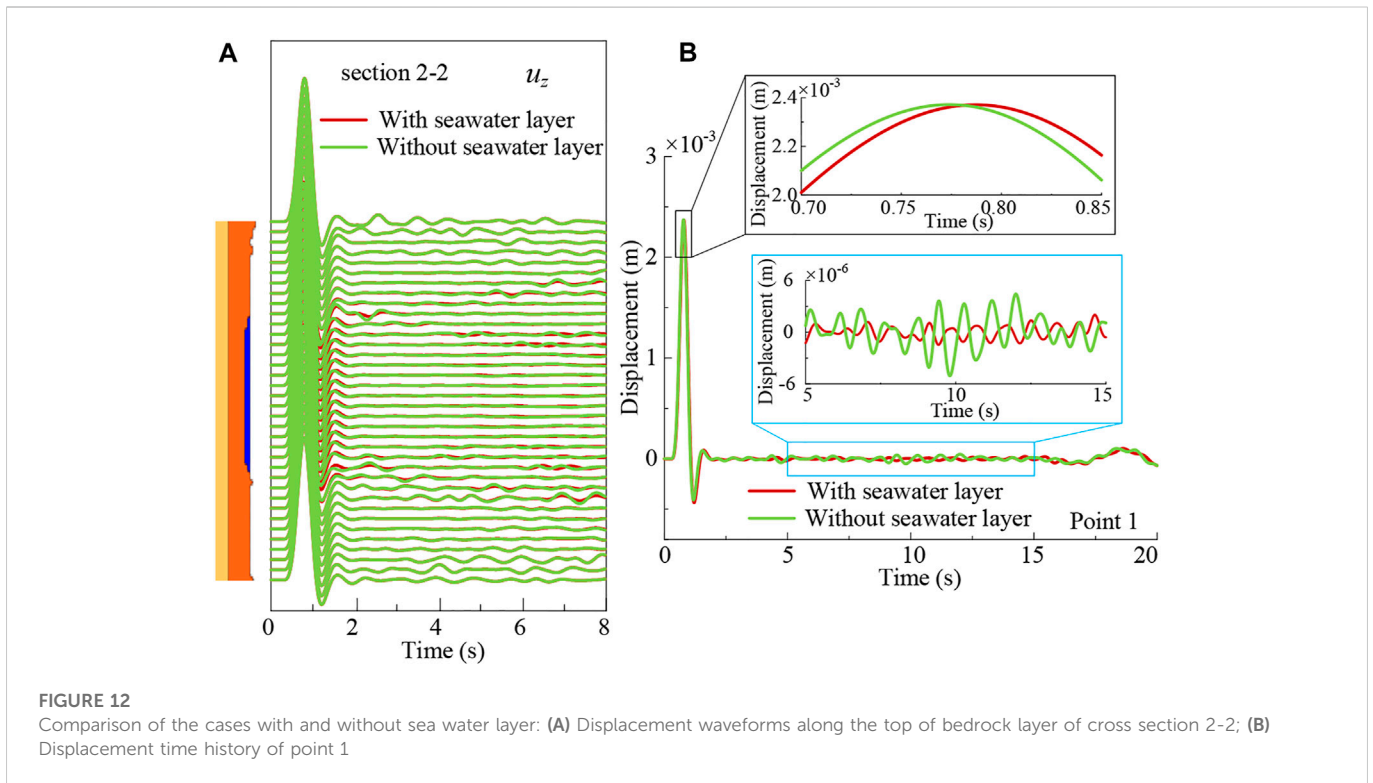 A
section 2-2 u_z
With seawater layer
Without seawater layer
0 2 4 6 8
Time (s)
B
×10⁻³
3
2
1
0
Displacement (m)
0 5 10 15 20
Time (s)
With seawater layer
Without seawater layer
Point 1
×10⁻³
2.4
2.2
2.0
Displacement (m)
0.70 0.75 0.80 0.85
Time (s)
×10⁻⁶
6
0
-6
Displacement (m)
5 10 15
Time (s)
FIGURE 12
Comparison of the cases with and without sea water layer: (A) Displacement waveforms along the top of bedrock layer of cross section 2-2; (B)
Displacement time history of point 1